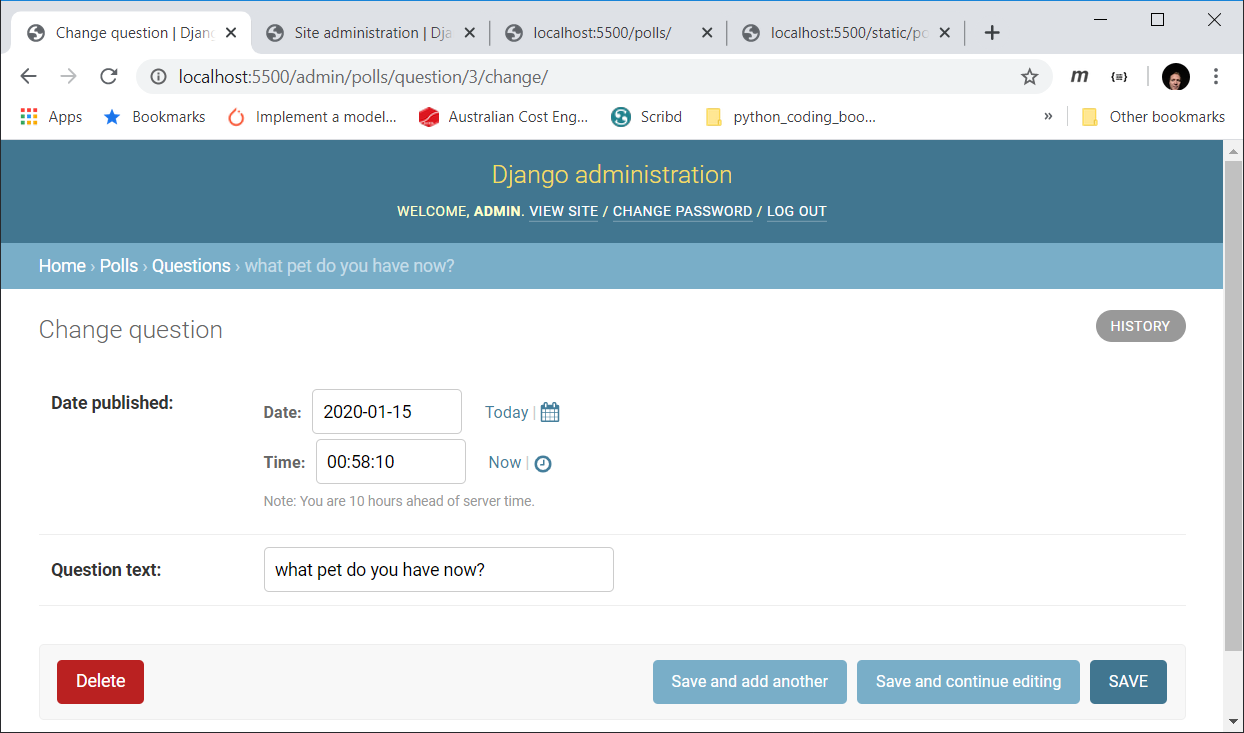 Change question | Djan
Site administration | Dja
localhost:5500/polls/
localhost:5500/static/po
localhost:5500/admin/polls/question/3/change/
m
{≡}
Apps
Bookmarks
Implement a model...
Australian Cost Eng...
Scribd
python_coding_boo...
»
Other bookmarks
Django administration
WELCOME, ADMIN. VIEW SITE / CHANGE PASSWORD / LOG OUT
Home › Polls › Questions › what pet do you have now?
Change question
HISTORY
Date published:
Date: 2020-01-15 Today |
Time: 00:58:10 Now |
Note: You are 10 hours ahead of server time.
Question text: what pet do you have now?
Delete
Save and add another
Save and continue editing
SAVE